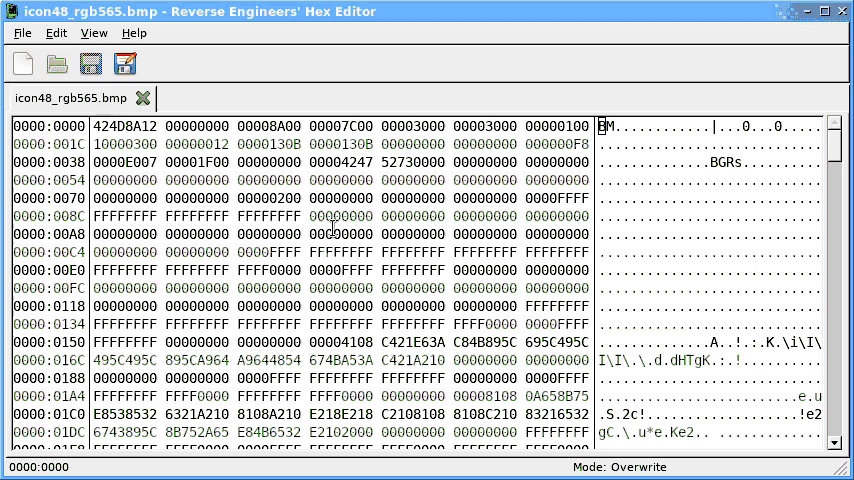 icon48_rgb565.bmp - Reverse Engineers' Hex Editor
File Edit View Help
icon48_rgb565.bmp
0000:0000 424D8A12 00000000 00008A00 00007C00 00003000 00003000 00000100 BM............|...0...0.....
0000:001C 10000300 00000012 0000130B 0000130B 00000000 00000000 000000F8 ............................
0000:0038 0000E007 00001F00 00000000 00004247 52730000 00000000 00000000 ..............BGRs..........
0000:0054 00000000 00000000 00000000 00000000 00000000 00000000 00000000 ............................
0000:0070 00000000 00000000 00000200 00000000 00000000 00000000 0000FFFF ............................
0000:008C FFFFFFFF FFFFFFFF FFFFFFFF 00000000 00000000 00000000 00000000 ............................
0000:00A8 00000000 00000000 00000000 00000000 00000000 00000000 00000000 ............................
0000:00C4 00000000 00000000 0000FFFF FFFFFFFF FFFFFFFF FFFFFFFF FFFFFFFF ............................
0000:00E0 FFFFFFFF FFFFFFFF FFFF0000 0000FFFF FFFFFFFF 00000000 00000000 ............................
0000:00FC 00000000 00000000 00000000 00000000 00000000 00000000 00000000 ............................
0000:0118 00000000 00000000 00000000 00000000 00000000 00000000 FFFFFFFF ............................
0000:0134 FFFFFFFF FFFFFFFF FFFFFFFF FFFFFFFF FFFFFFFF FFFF0000 0000FFFF ............................
0000:0150 FFFFFFFF 00000000 00000000 00004108 C421E63A C84B895C 695C495C ..............A..!.:.K.\i\I\
0000:016C 495C495C 895CA964 A9644854 674BA53A C421A210 00000000 00000000 I\I\.\.d.dHTgK.:.!..........
0000:0188 00000000 00000000 0000FFFF FFFFFFFF FFFFFFFF 00000000 0000FFFF ............................
0000:01A4 FFFFFFFF FFFF0000 FFFFFFFF FFFF0000 00000000 00008108 0A658B75 .........................e.u
0000:01C0 E8538532 6321A210 8108A210 E218E218 C2108108 8108C210 83216532 .S.2c!...................!e2
0000:01DC 6743895C 8B752A65 E84B6532 E2102000 00000000 00000000 FFFFFFFF gC.\.u*e.Ke2.. .............
0000:0000 Mode: Overwrite